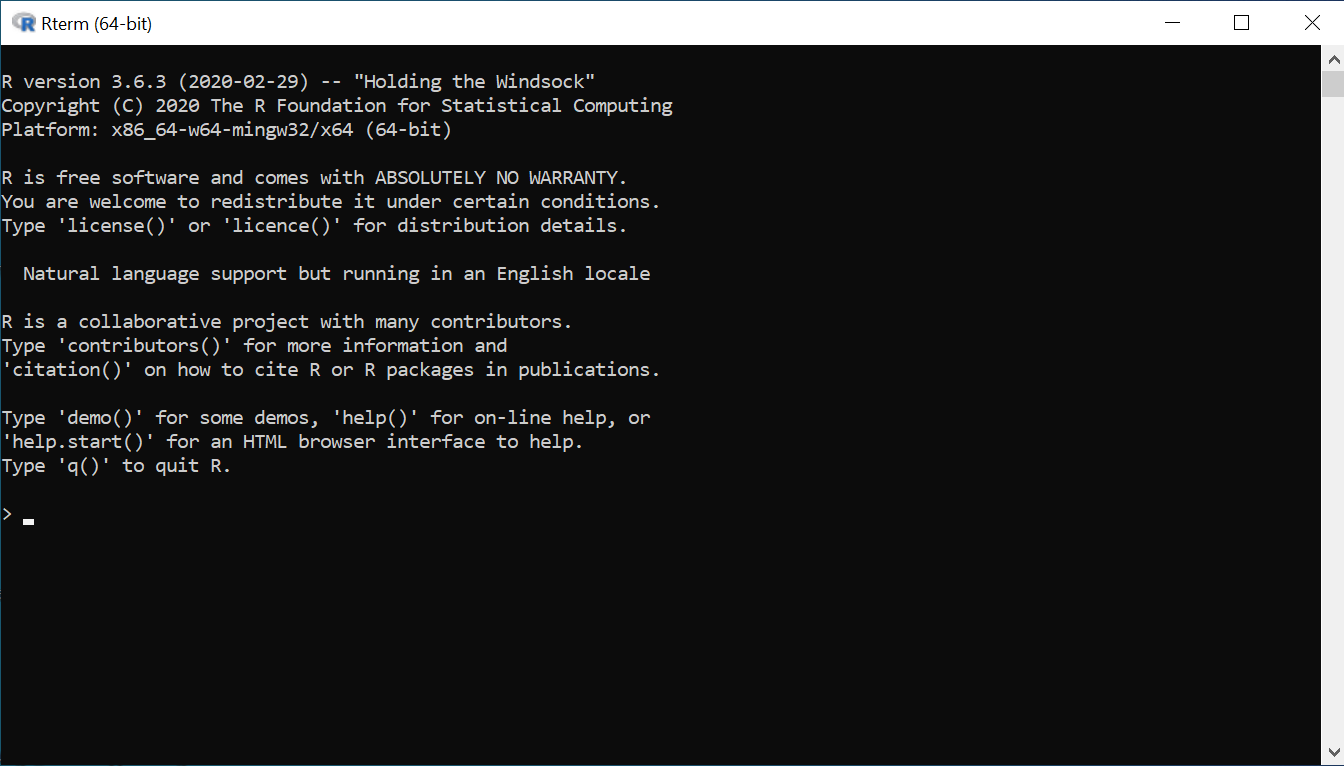 Rterm (64-bit)
R version 3.6.3 (2020-02-29) -- "Holding the Windsock"
Copyright (C) 2020 The R Foundation for Statistical Computing
Platform: x86_64-w64-mingw32/x64 (64-bit)
R is free software and comes with ABSOLUTELY NO WARRANTY.
You are welcome to redistribute it under certain conditions.
Type 'license()' or 'licence()' for distribution details.
Natural language support but running in an English locale
R is a collaborative project with many contributors.
Type 'contributors()' for more information and
'citation()' on how to cite R or R packages in publications.
Type 'demo()' for some demos, 'help()' for on-line help, or
'help.start()' for an HTML browser interface to help.
Type 'q()' to quit R.
>